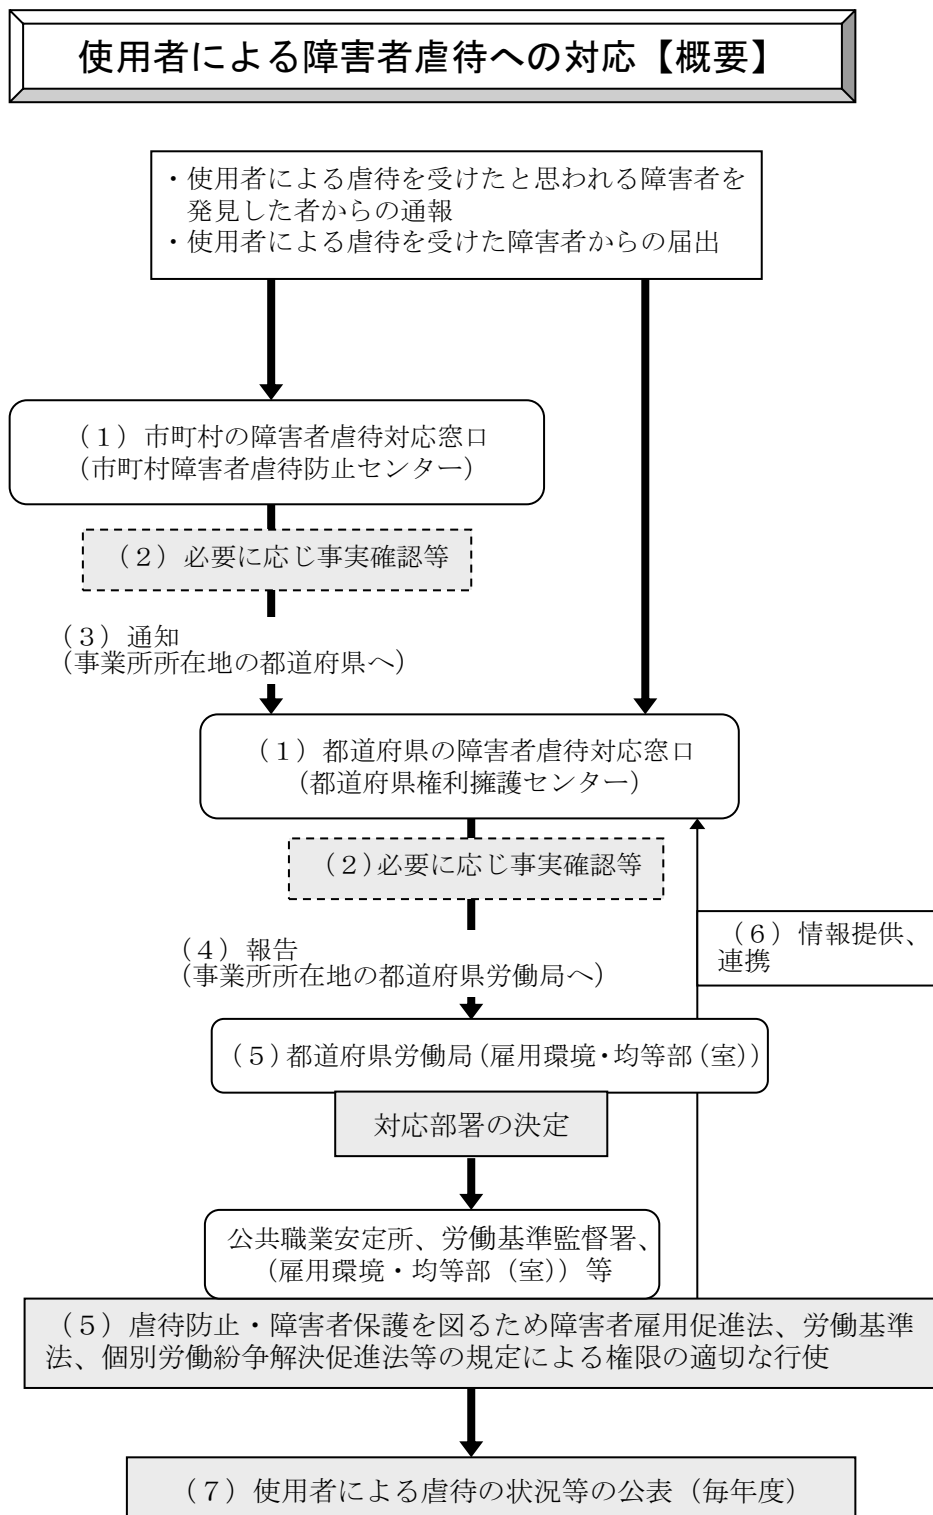 使用者による障害者虐待への対応【概要】
・使用者による虐待を受けたと思われる障害者を
発見した者からの通報
・使用者による虐待を受けた障害者からの届出
（１）市町村の障害者虐待対応窓口
（市町村障害者虐待防止センター）
（２）必要に応じ事実確認等
（３）通知
（事業所所在地の都道府県へ）
（１）都道府県の障害者虐待対応窓口
（都道府県権利擁護センター）
（２）必要に応じ事実確認等
（６）情報提供、
連携
（４）報告
（事業所所在地の都道府県労働局へ）
（５）都道府県労働局（雇用環境・均等部（室））
対応部署の決定
公共職業安定所、労働基準監督署、
（雇用環境・均等部（室））等
（５）虐待防止・障害者保護を図るため障害者雇用促進法、労働基準
法、個別労働紛争解決促進法等の規定による権限の適切な行使
（７）使用者による虐待の状況等の公表（毎年度）